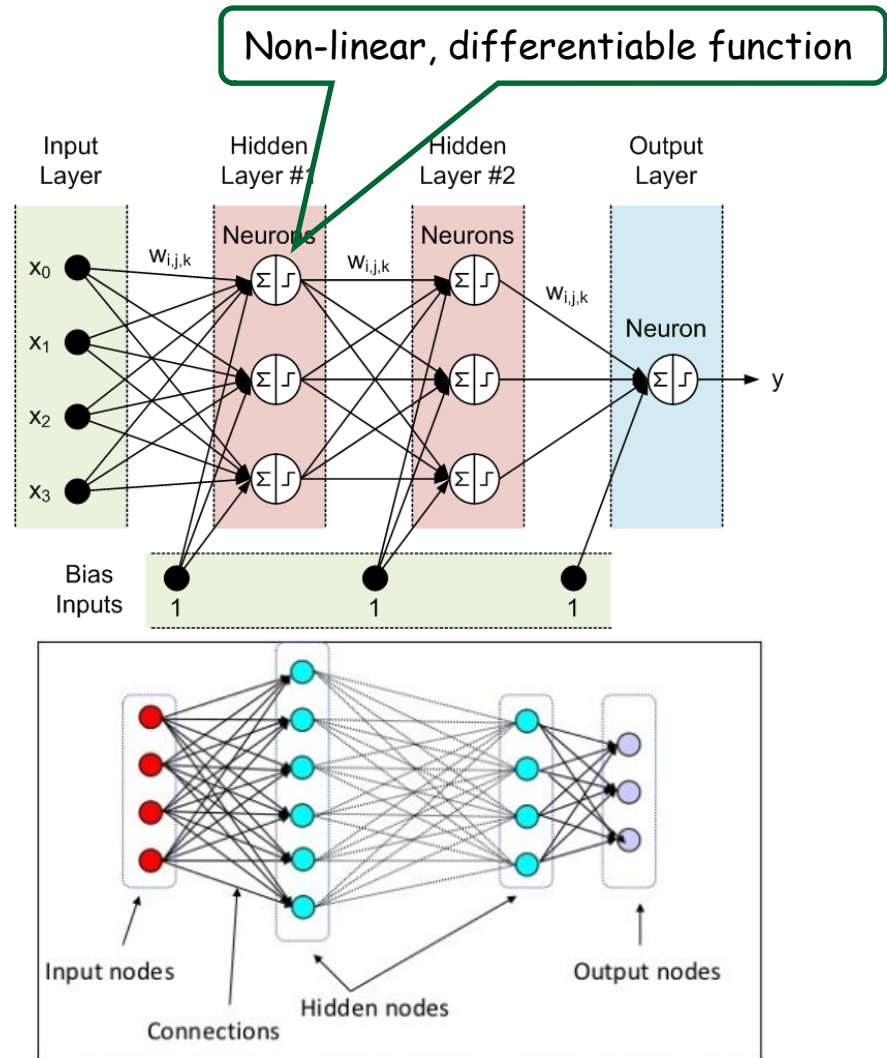 Non-linear, differentiable function
Input
Layer
Hidden
Layer #1
Hidden
Layer #2
Output
Layer
Neurons
Neurons
Neuron
x0
x1
x2
x3
wi,j,k
wi,j,k
wi,j,k
Σ
Σ
Σ
Σ
Σ
Σ
Σ
y
Bias
Inputs
1
1
1
Input nodes
Connections
Hidden nodes
Output nodes